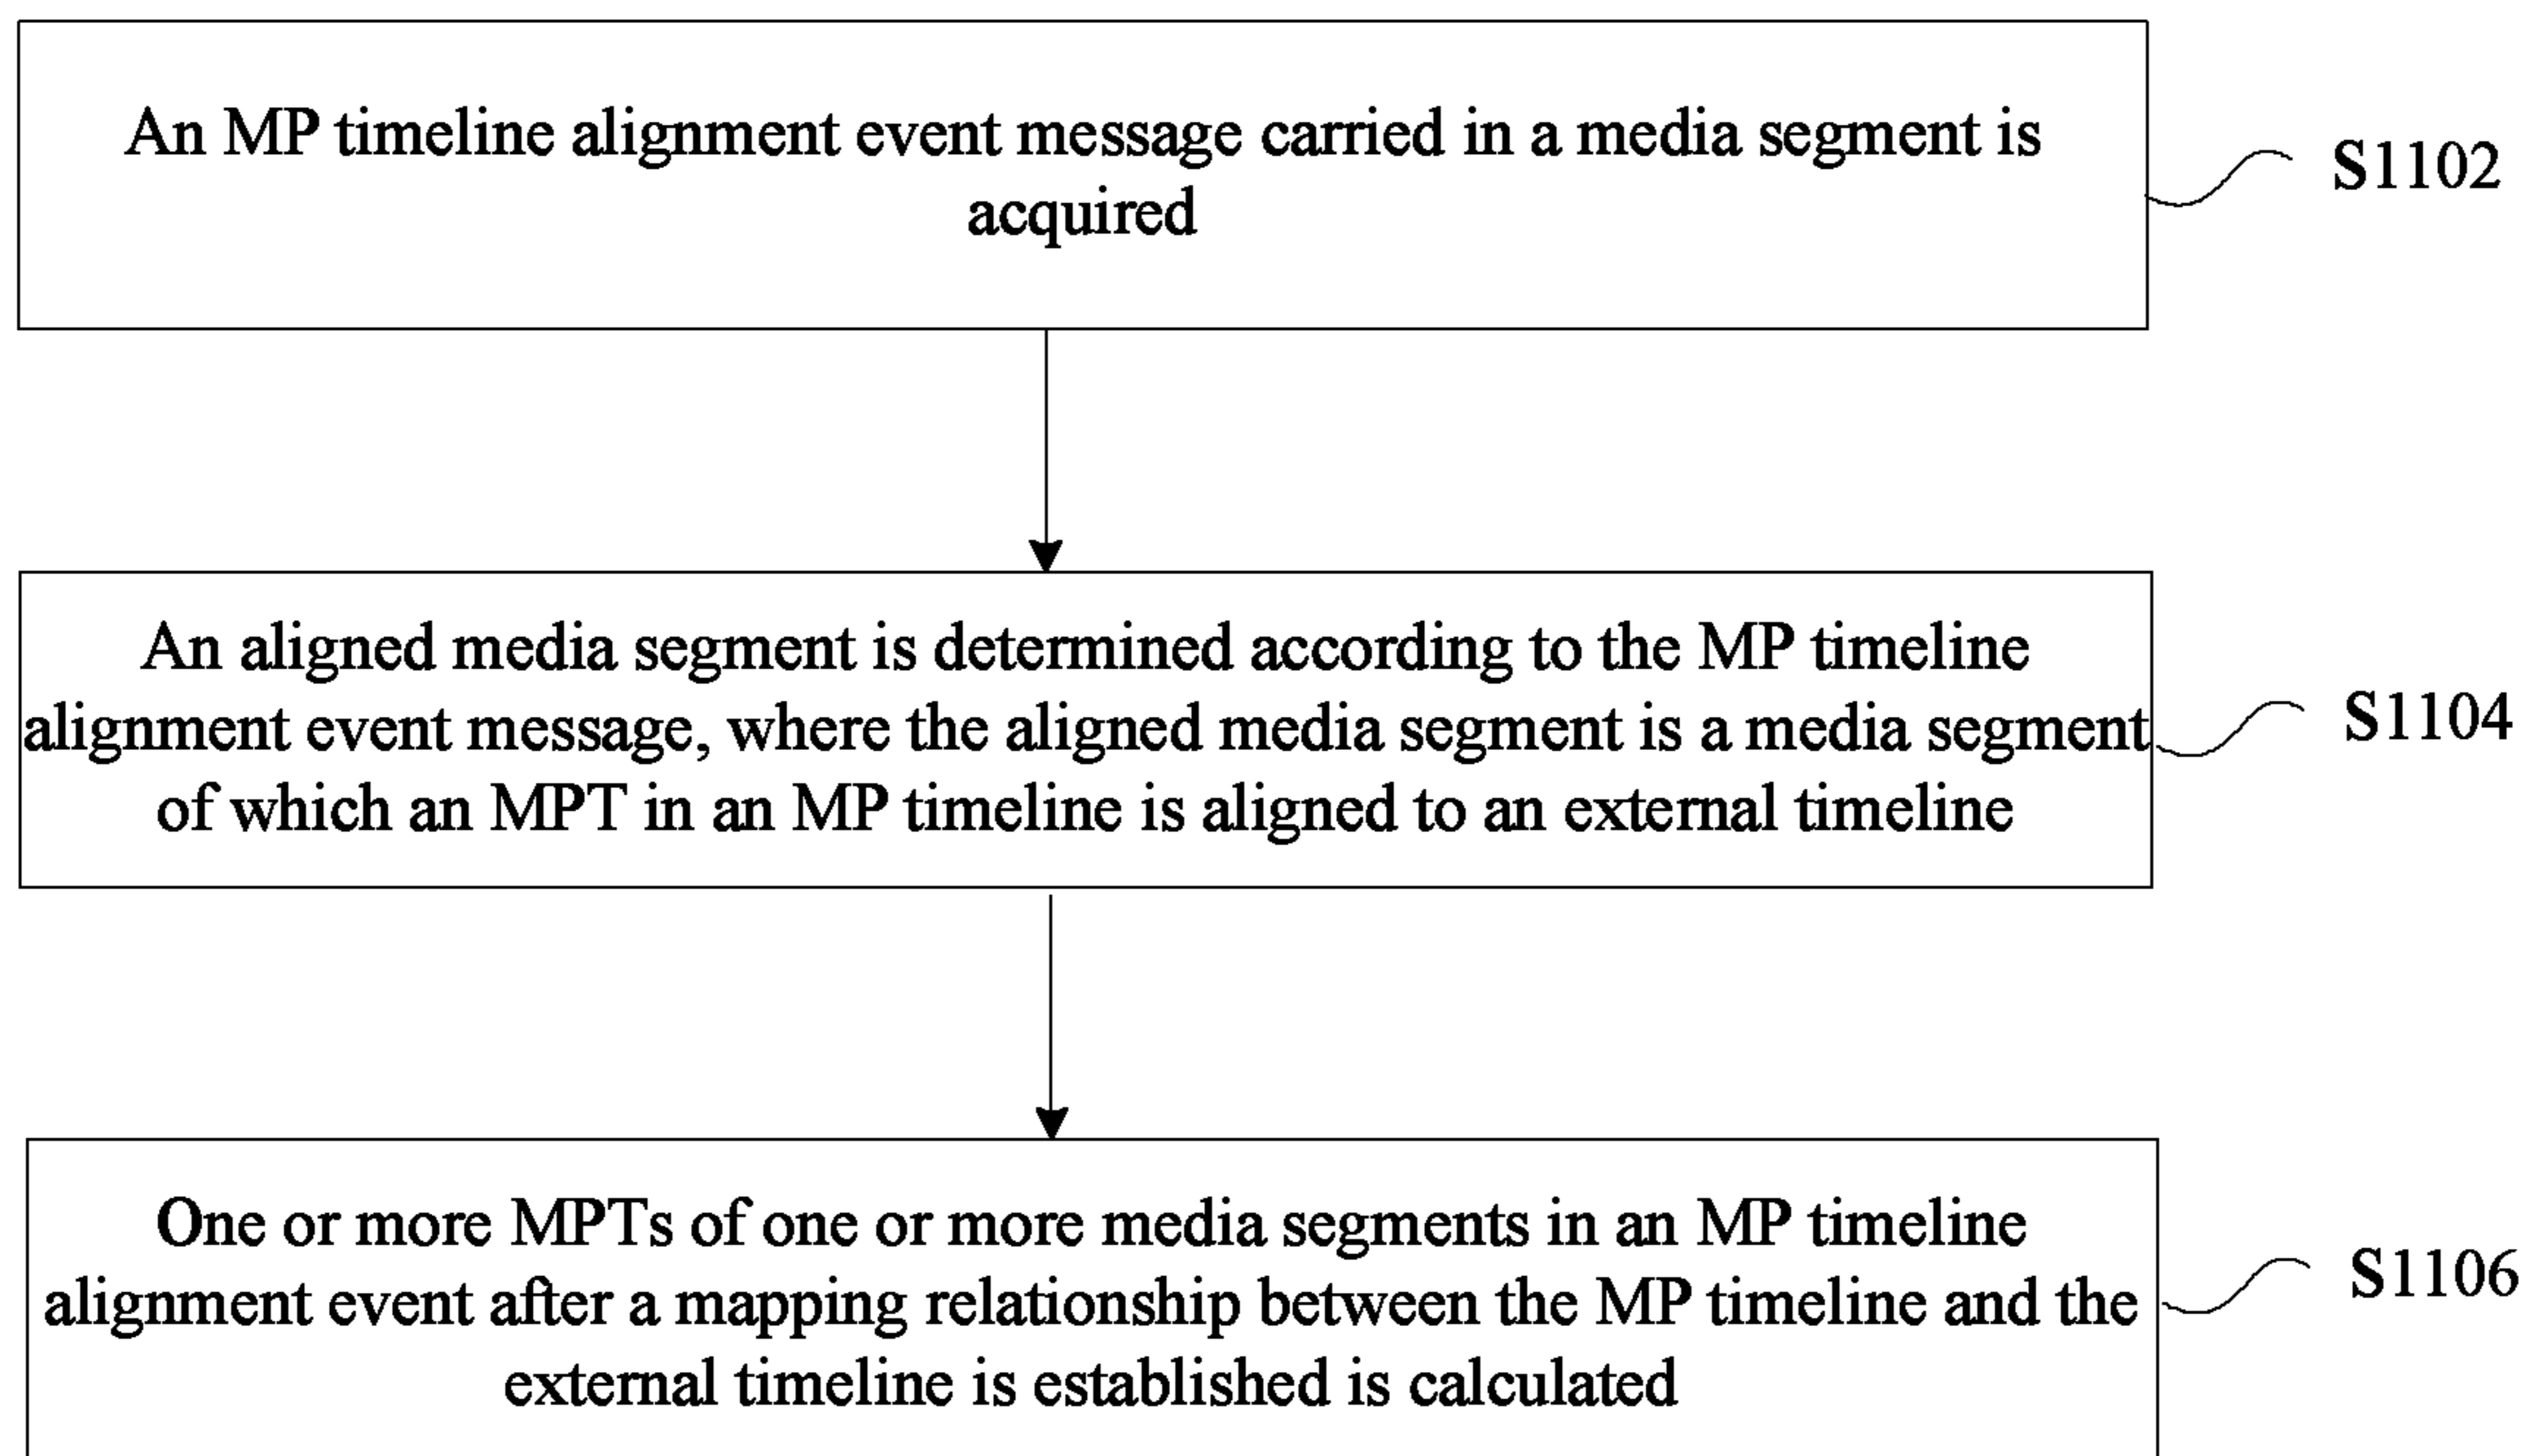 An MP timeline alignment event message carried in a media segment is
acquired
S1102
An aligned media segment is determined according to the MP timeline
alignment event message, where the aligned media segment is a media segment
of which an MPT in an MP timeline is aligned to an external timeline
S1104
One or more MPTs of one or more media segments in an MP timeline
alignment event after a mapping relationship between the MP timeline and the
external timeline is established is calculated
S1106